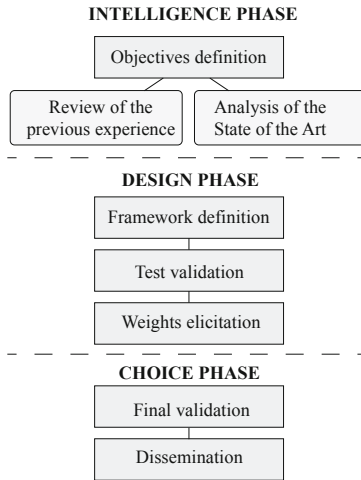 INTELLIGENCE PHASE
Objectives definition
Review of the
previous experience
Analysis of the
State of the Art
DESIGN PHASE
Framework definition
Test validation
Weights elicitation
CHOICE PHASE
Final validation
Dissemination